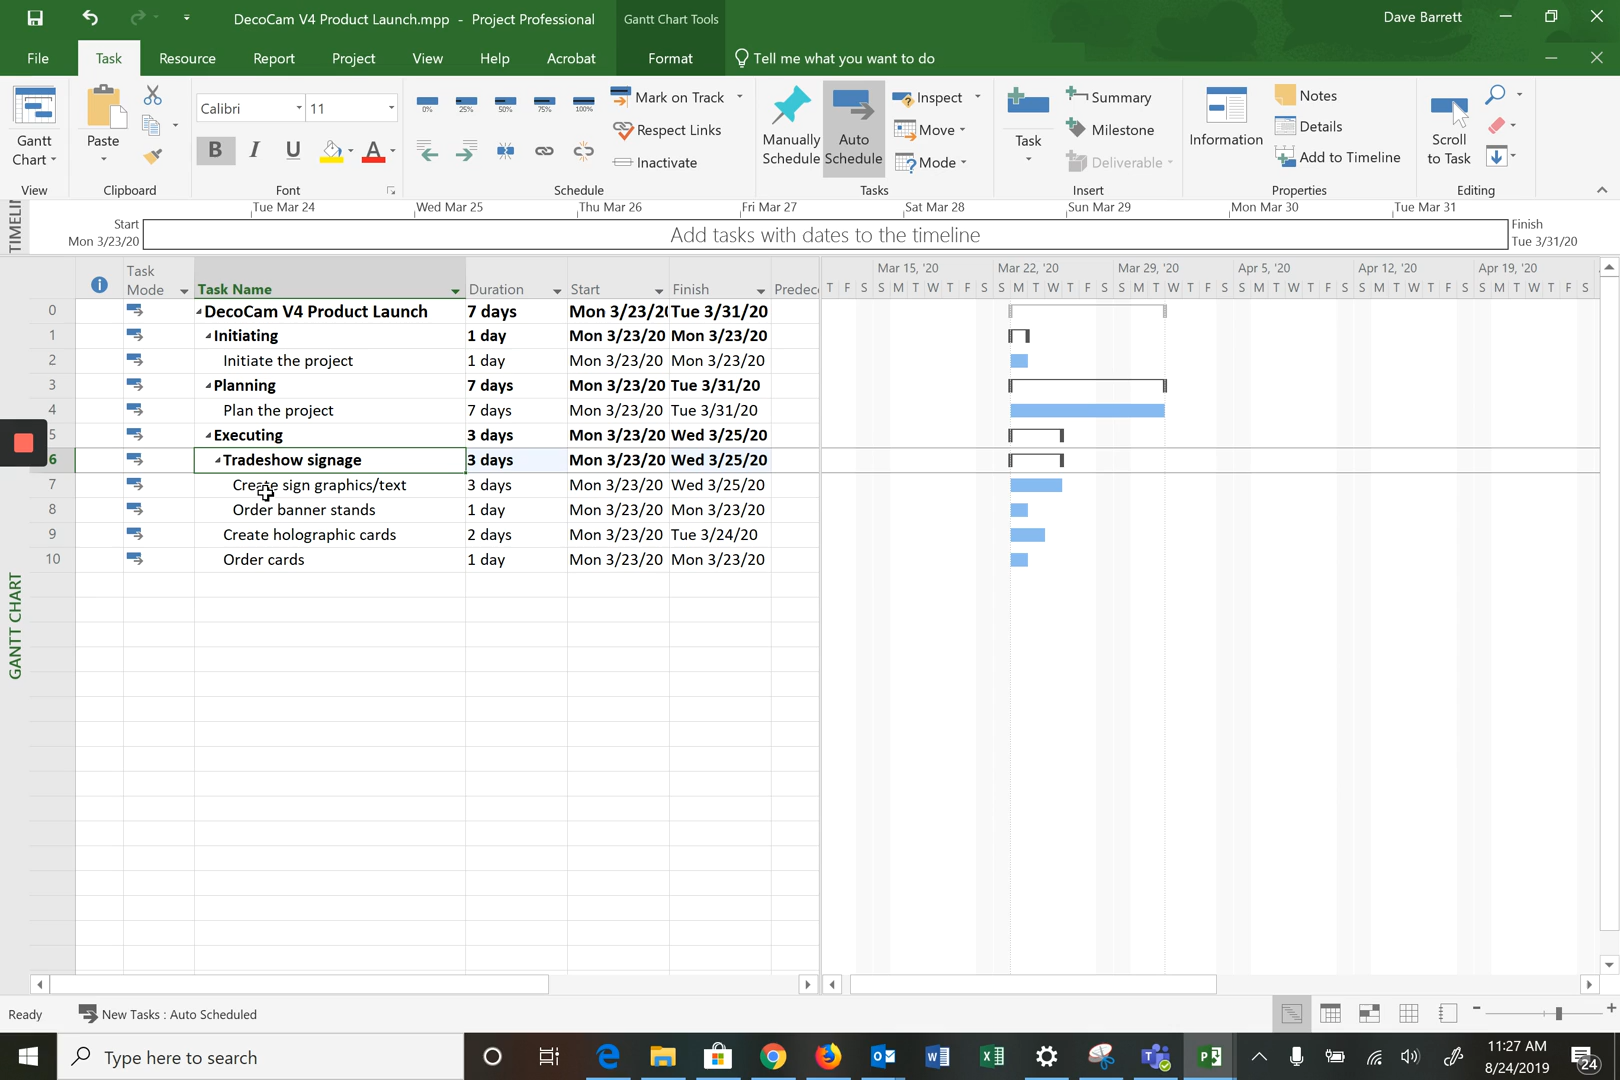 DecoCam V4 Product Launch.mpp - Project Professional
Gantt Chart Tools
Dave Barrett
File Task Resource Report Project View Help Acrobat Format Tell me what you want to do
Gantt Chart
View
Paste
Clipboard
Calibri 11
B I U A
Font
0% 25% 50% 75% 100%
Mark on Track
Respect Links
Inactivate
Schedule
Manually Schedule
Auto Schedule
Inspect
Move
Mode
Tasks
Task
Summary
Milestone
Deliverable
Insert
Information
Notes
Details
Add to Timeline
Properties
Scroll to Task
Editing
Tue Mar 24 Wed Mar 25 Thu Mar 26 Fri Mar 27 Sat Mar 28 Sun Mar 29 Mon Mar 30 Tue Mar 31
Start
Mon 3/23/20
Add tasks with dates to the timeline
Finish
Tue 3/31/20
Task Mode Task Name Duration Start Finish
Mar 15, '20 Mar 22, '20 Mar 29, '20 Apr 5, '20 Apr 12, '20 Apr 19, '20
T F S S M T W T F S S M T W T F S S M T W T F S S M T W T F S S M T W T F S S M T W T F S
0 DecoCam V4 Product Launch 7 days Mon 3/23/20 Tue 3/31/20
1 Initiating 1 day Mon 3/23/20 Mon 3/23/20
2 Initiate the project 1 day Mon 3/23/20 Mon 3/23/20
3 Planning 7 days Mon 3/23/20 Tue 3/31/20
4 Plan the project 7 days Mon 3/23/20 Tue 3/31/20
5 Executing 3 days Mon 3/23/20 Wed 3/25/20
6 Tradeshow signage 3 days Mon 3/23/20 Wed 3/25/20
7 Create sign graphics/text 3 days Mon 3/23/20 Wed 3/25/20
8 Order banner stands 1 day Mon 3/23/20 Mon 3/23/20
9 Create holographic cards 2 days Mon 3/23/20 Tue 3/24/20
10 Order cards 1 day Mon 3/23/20 Mon 3/23/20
GANTT CHART
Ready New Tasks : Auto Scheduled
Type here to search
11:27 AM
8/24/2019
24